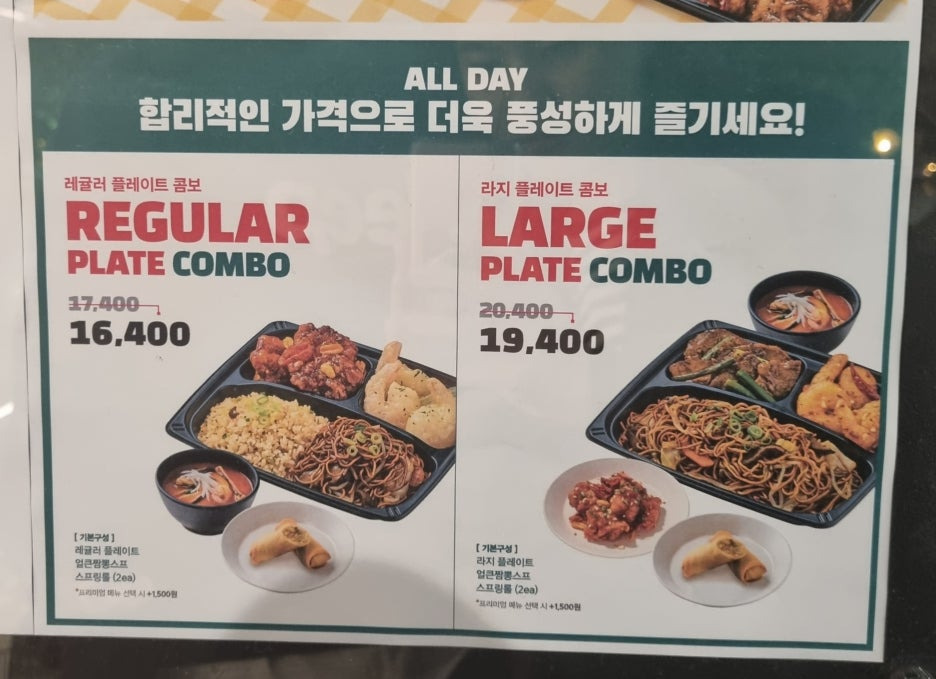 ALL DAY
합리적인 가격으로 더욱 풍성하게 즐기세요!
레귤러 플레이트 콤보
REGULAR
PLATE COMBO
17,400
16,400
[ 기본구성 ]
레귤러 플레이트
얼큰짬뽕스프
스프링롤 (2ea)
*프리미엄 메뉴 선택 시 +1,500원
라지 플레이트 콤보
LARGE
PLATE COMBO
20,400
19,400
[ 기본구성 ]
라지 플레이트
얼큰짬뽕스프
스프링롤 (2ea)
*프리미엄 메뉴 선택 시 +1,500원